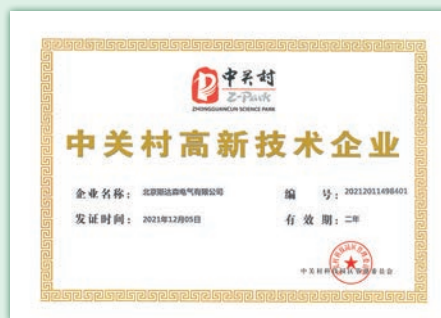 中关村
Z-Park
ZHONGGUANCUN SCIENCE PARK
中关村高新技术企业
企业名称：北京斯达森电气有限公司 编 号：20212011498401
发证时间：2021年12月05日 有 效 期：二年